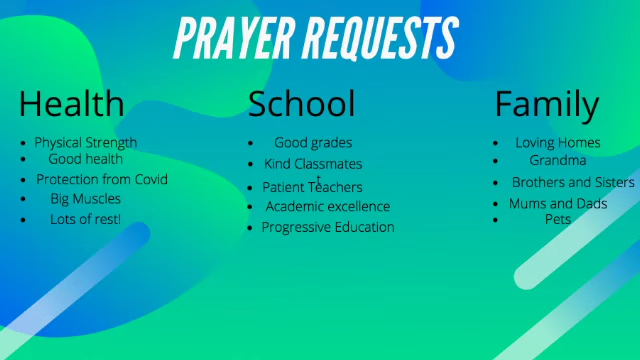 PRAYER REQUESTS
Health
• Physical Strength
• Good health
• Protection from Covid
• Big Muscles
• Lots of rest!
School
• Good grades
• Kind Classmates
t
• Patient Teachers
• Academic excellence
• Progressive Education
Family
• Loving Homes
• Grandma
• Brothers and Sisters
• Mums and Dads
• Pets